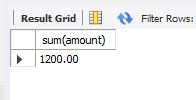 Result Grid Filter Rows:
sum(amount)
1200.00